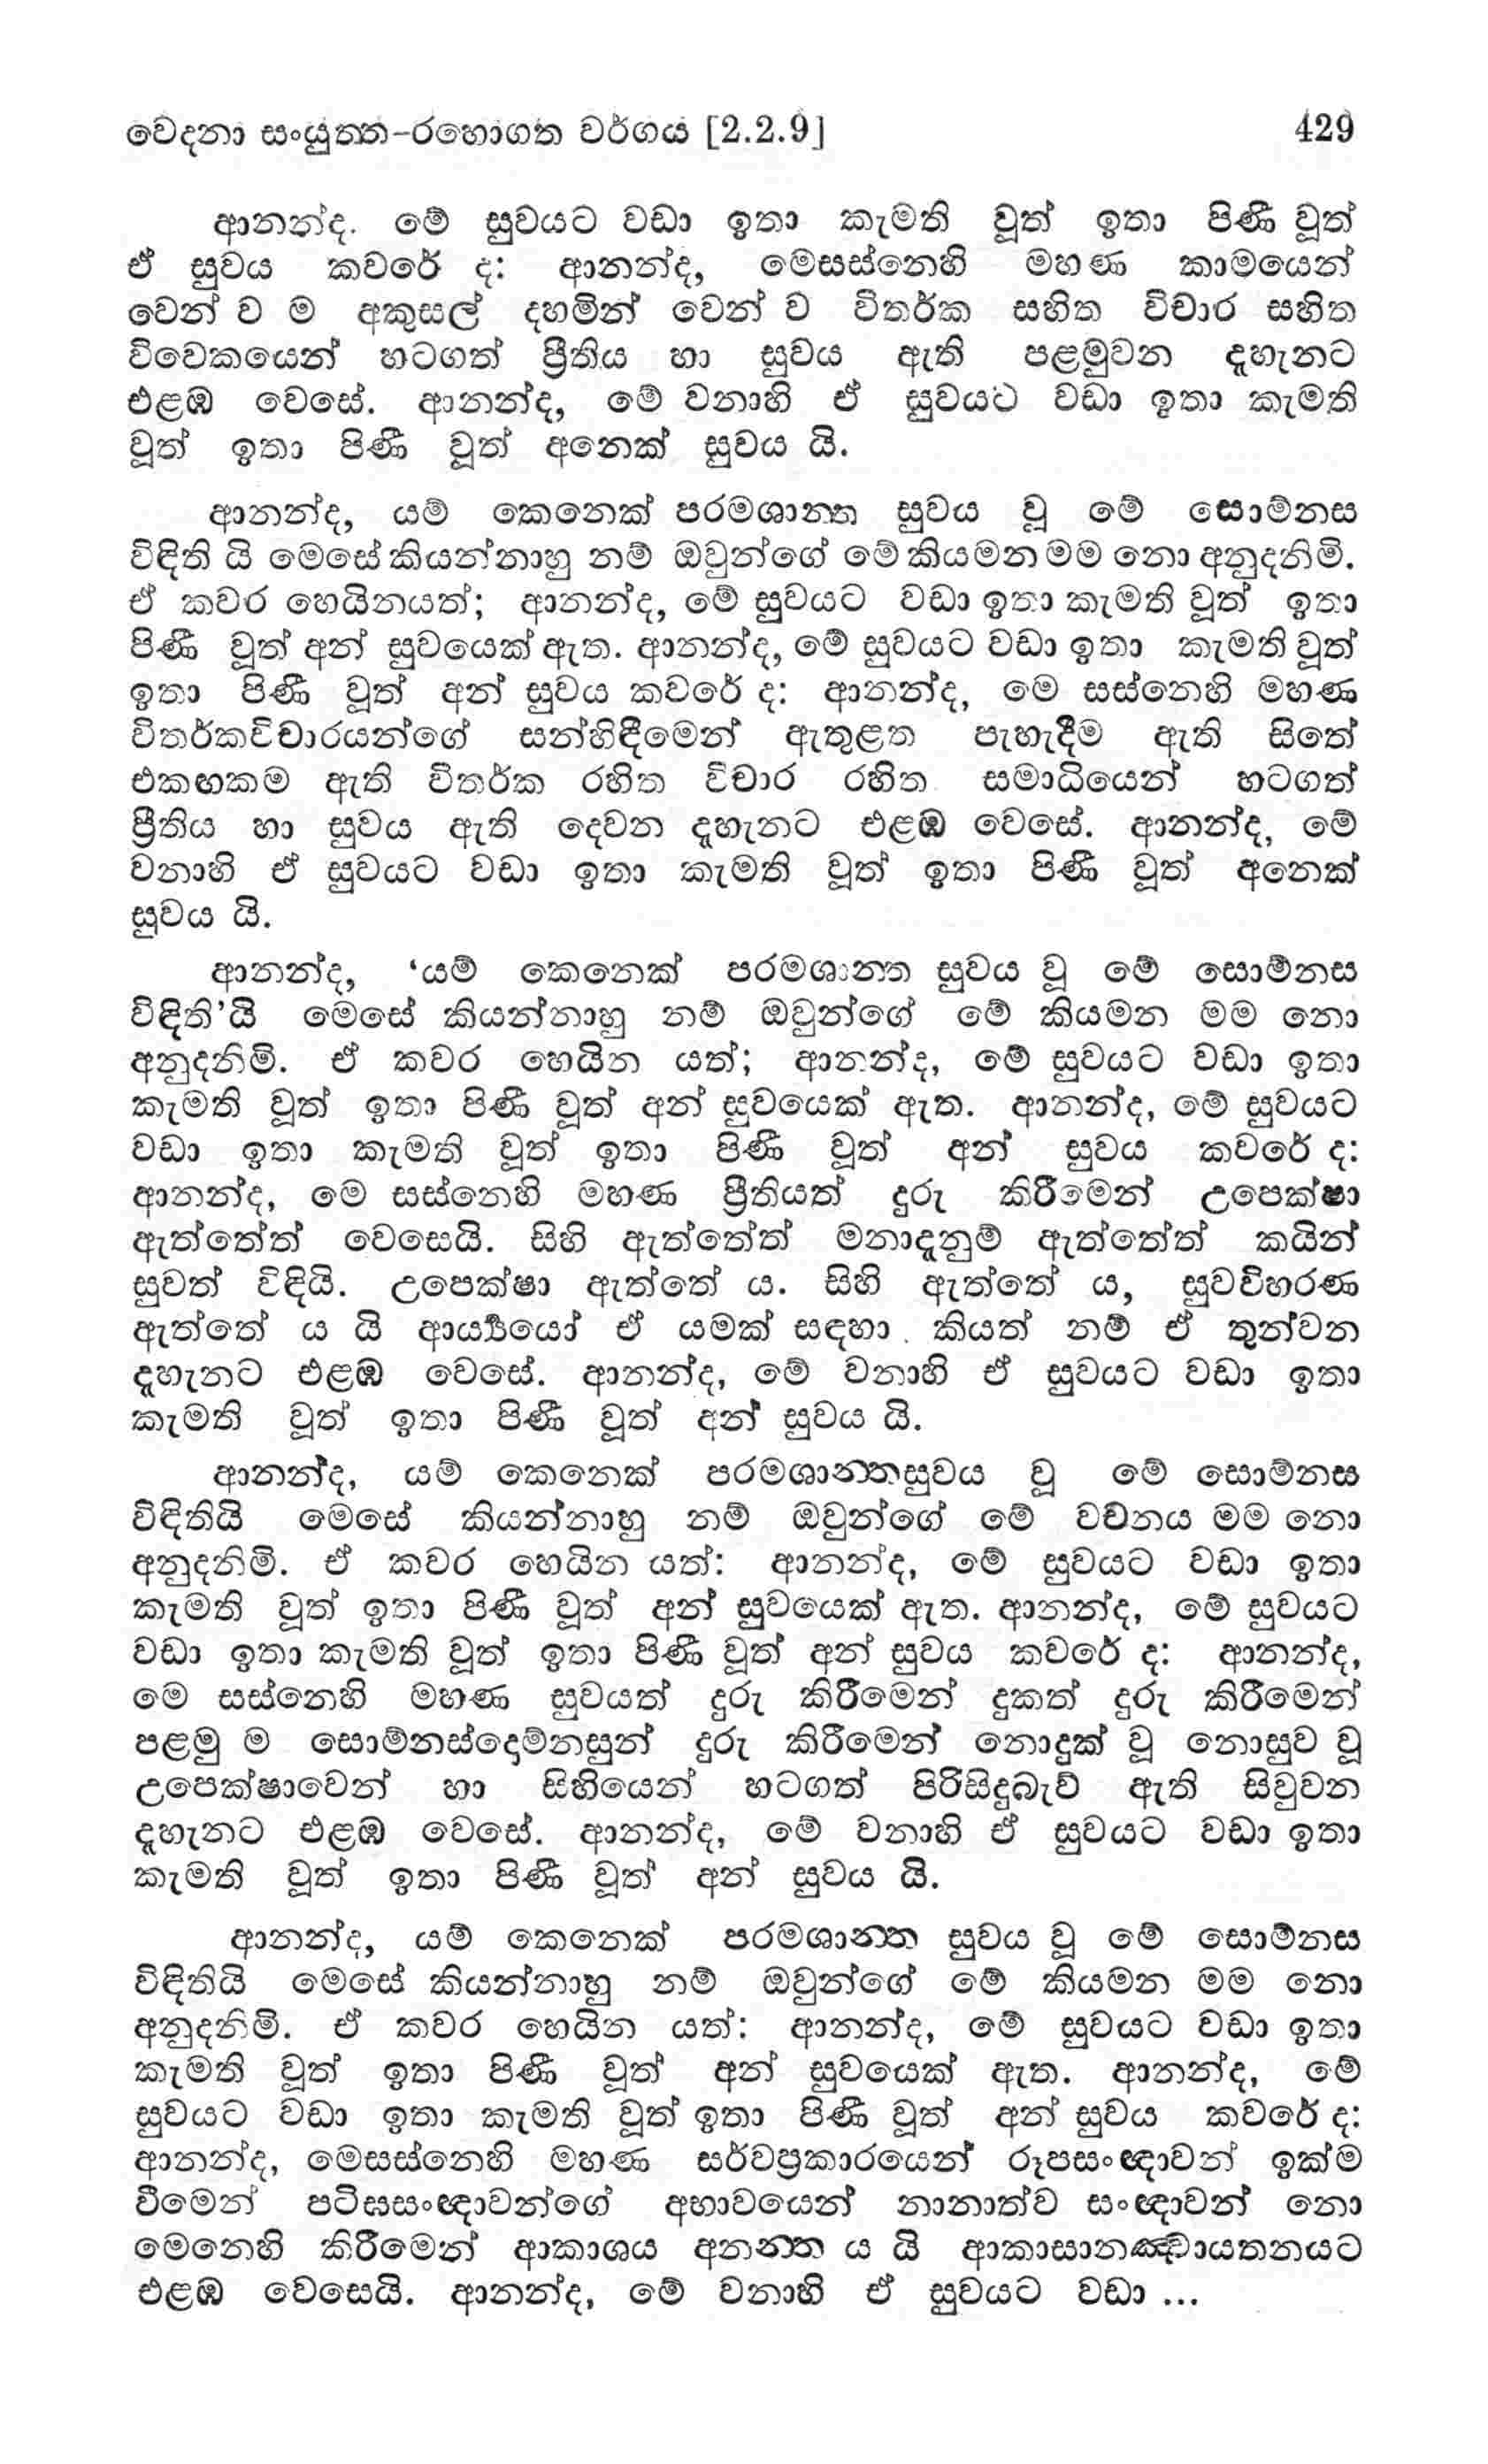 වෙදනා සංයුත්ත-රහොගත වර්ගය [2.2.9] 429
ආනන්ද. මේ සුවයට වඩා ඉතා කැමති වූත් ඉතා පිණී වූත්
ඒ සුවය කවරේ ද: ආනන්ද, මෙසස්නෙහි මහණ කාමයෙන්
වෙන් ව ම අකුසල් දහමින් වෙන් ව විතර්ක සහිත විචාර සහිත
විවෙකයෙන් හටගත් ප්‍රීතිය හා සුවය ඇති පළමුවන දැහැනට
එළඹ වෙසේ. ආනන්ද, මේ වනාහි ඒ සුවයට වඩා ඉතා කැමති
වූත් ඉතා පිණී වූත් අනෙක් සුවය යි.
ආනන්ද, යම් කෙනෙක් පරමශාන්ත සුවය වූ මේ සොම්නස
විඳිති යි මෙසේ කියන්නාහු නම් ඔවුන්ගේ මේ කියමන මම නො අනුදනිමි.
ඒ කවර හෙයිනයත්; ආනන්ද, මේ සුවයට වඩා ඉතා කැමති වූත් ඉතා
පිණී වූත් අන් සුවයෙක් ඇත. ආනන්ද, මේ සුවයට වඩා ඉතා කැමති වූත්
ඉතා පිණී වූත් අන් සුවය කවරේ ද: ආනන්ද, මෙ සස්නෙහි මහණ
විතර්කවිචාරයන්ගේ සන්හිඳීමෙන් ඇතුළත පැහැදීම ඇති සිතේ
එකඟකම ඇති විතර්ක රහිත විචාර රහිත සමාධියෙන් හටගත්
ප්‍රීතිය හා සුවය ඇති දෙවන දැහැනට එළඹ වෙසේ. ආනන්ද, මේ
වනාහි ඒ සුවයට වඩා ඉතා කැමති වූත් ඉතා පිණී වූත් අනෙක්
සුවය යි.
ආනන්ද, ‘යම් කෙනෙක් පරමශාන්ත සුවය වූ මේ සොම්නස
විඳිති’යි මෙසේ කියන්නාහු නම් ඔවුන්ගේ මේ කියමන මම නො
අනුදනිමි. ඒ කවර හෙයින යත්; ආනන්ද, මේ සුවයට වඩා ඉතා
කැමති වූත් ඉතා පිණී වූත් අන් සුවයෙක් ඇත. ආනන්ද, මේ සුවයට
වඩා ඉතා කැමති වූත් ඉතා පිණී වූත් අන් සුවය කවරේ ද:
ආනන්ද, මෙ සස්නෙහි මහණ ප්‍රීතියත් දුරු කිරීමෙන් උපෙක්ෂා
ඇත්තේත් වෙසෙයි. සිහි ඇත්තේත් මනාදැනුම් ඇත්තේත් කයින්
සුවත් විඳියි. උපෙක්ෂා ඇත්තේ ය. සිහි ඇත්තේ ය, සුවවිහරණ
ඇත්තේ ය යි ආර්‍ය්‍යයෝ ඒ යමක් සඳහා කියත් නම් ඒ තුන්වන
දැහැනට එළඹ වෙසේ. ආනන්ද, මේ වනාහි ඒ සුවයට වඩා ඉතා
කැමති වූත් ඉතා පිණී වූත් අන් සුවය යි.
ආනන්ද, යම් කෙනෙක් පරමශාන්තසුවය වූ මේ සොම්නස
විඳිතියි මෙසේ කියන්නාහු නම් ඔවුන්ගේ මේ වචනය මම නො
අනුදනිමි. ඒ කවර හෙයින යත්: ආනන්ද, මේ සුවයට වඩා ඉතා
කැමති වූත් ඉතා පිණී වූත් අන් සුවයෙක් ඇත. ආනන්ද, මේ සුවයට
වඩා ඉතා කැමති වූත් ඉතා පිණී වූත් අන් සුවය කවරේ ද: ආනන්ද,
මෙ සස්නෙහි මහණ සුවයත් දුරු කිරීමෙන් දුකත් දුරු කිරීමෙන්
පළමු ම සොම්නස්දොම්නසුන් දුරු කිරීමෙන් නොදුක් වූ නොසුව වූ
උපෙක්ෂාවෙන් හා සිහියෙන් හටගත් පිරිසිදුබැව් ඇති සිවුවන
දැහැනට එළඹ වෙසේ. ආනන්ද, මේ වනාහි ඒ සුවයට වඩා ඉතා
කැමති වූත් ඉතා පිණී වූත් අන් සුවය යි.
ආනන්ද, යම් කෙනෙක් පරමශාන්ත සුවය වූ මේ සොම්නස
විඳිතියි මෙසේ කියන්නාහු නම් ඔවුන්ගේ මේ කියමන මම නො
අනුදනිමි. ඒ කවර හෙයින යත්: ආනන්ද, මේ සුවයට වඩා ඉතා
කැමති වූත් ඉතා පිණී වූත් අන් සුවයෙක් ඇත. ආනන්ද, මේ
සුවයට වඩා ඉතා කැමති වූත් ඉතා පිණී වූත් අන් සුවය කවරේ ද:
ආනන්ද, මෙසස්නෙහි මහණ සර්වප්‍රකාරයෙන් රූපසංඥාවන් ඉක්ම
වීමෙන් පටිඝසංඥාවන්ගේ අභාවයෙන් නානාත්ව සංඥාවන් නො
මෙනෙහි කිරීමෙන් ආකාශය අනන්ත ය යි ආකාසානඤ්චායතනයට
එළඹ වෙසෙයි. ආනන්ද, මේ වනාහි ඒ සුවයට වඩා ...